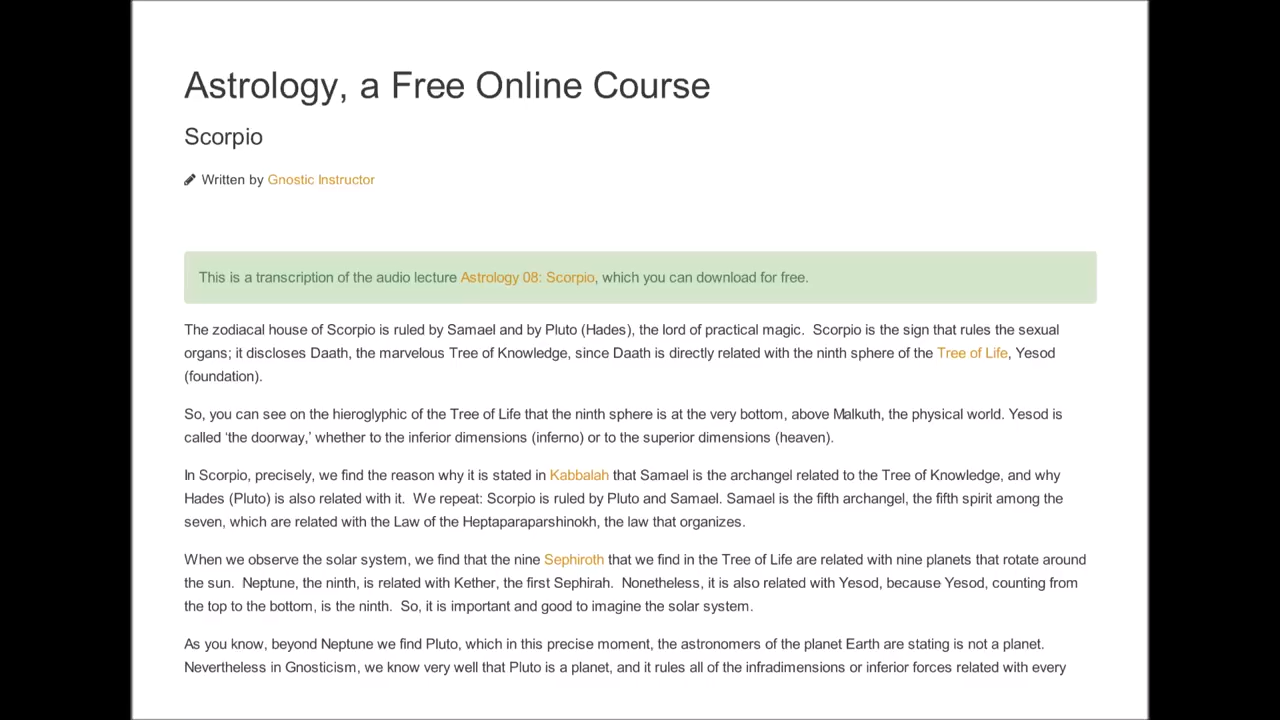 Astrology, a Free Online Course
Scorpio
Written by Gnostic Instructor
This is a transcription of the audio lecture Astrology 08: Scorpio, which you can download for free.
The zodiacal house of Scorpio is ruled by Samael and by Pluto (Hades), the lord of practical magic.  Scorpio is the sign that rules the sexual
organs; it discloses Daath, the marvelous Tree of Knowledge, since Daath is directly related with the ninth sphere of the Tree of Life, Yesod
(foundation).
So, you can see on the hieroglyphic of the Tree of Life that the ninth sphere is at the very bottom, above Malkuth, the physical world. Yesod is
called ‘the doorway,’ whether to the inferior dimensions (inferno) or to the superior dimensions (heaven).
In Scorpio, precisely, we find the reason why it is stated in Kabbalah that Samael is the archangel related to the Tree of Knowledge, and why
Hades (Pluto) is also related with it.  We repeat: Scorpio is ruled by Pluto and Samael. Samael is the fifth archangel, the fifth spirit among the
seven, which are related with the Law of the Heptaparaparshinokh, the law that organizes.
When we observe the solar system, we find that the nine Sephiroth that we find in the Tree of Life are related with nine planets that rotate around
the sun.  Neptune, the ninth, is related with Kether, the first Sephirah.  Nonetheless, it is also related with Yesod, because Yesod, counting from
the top to the bottom, is the ninth.  So, it is important and good to imagine the solar system.
As you know, beyond Neptune we find Pluto, which in this precise moment, the astronomers of the planet Earth are stating is not a planet.
Nevertheless in Gnosticism, we know very well that Pluto is a planet, and it rules all of the infradimensions or inferior forces related with every